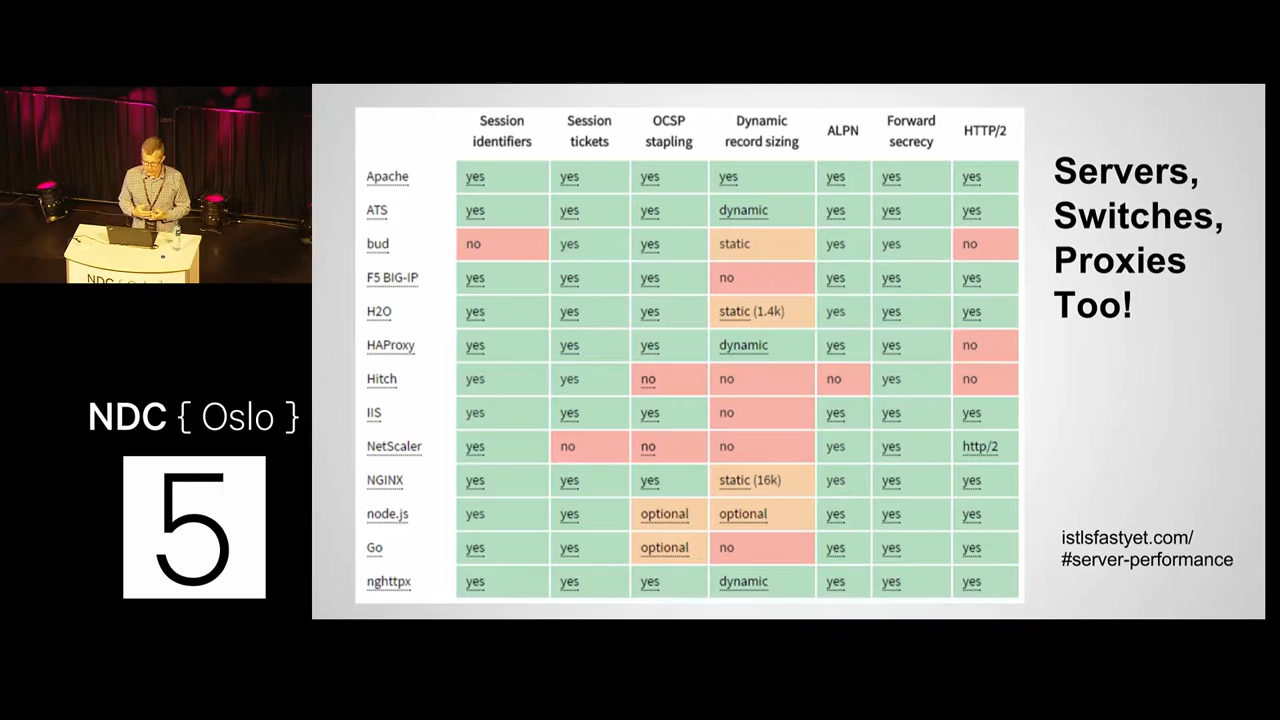 NDC { Oslo }
NDC { Oslo }
5
Session identifiers
Session tickets
OCSP stapling
Dynamic record sizing
ALPN
Forward secrecy
HTTP/2
Apache yes yes yes yes yes yes yes
ATS yes yes yes dynamic yes yes yes
bud no yes yes static yes yes no
F5 BIG-IP yes yes yes no yes yes yes
H2O yes yes yes static (1.4k) yes yes yes
HAProxy yes yes yes dynamic yes yes no
Hitch yes yes no no no yes no
IIS yes yes yes no yes yes yes
NetScaler yes no no no yes yes http/2
NGINX yes yes yes static (16k) yes yes yes
node.js yes yes optional optional yes yes yes
Go yes yes optional no yes yes yes
nghttpx yes yes yes dynamic yes yes yes
Servers,
Switches,
Proxies
Too!
istlsfastyet.com/
#server-performance